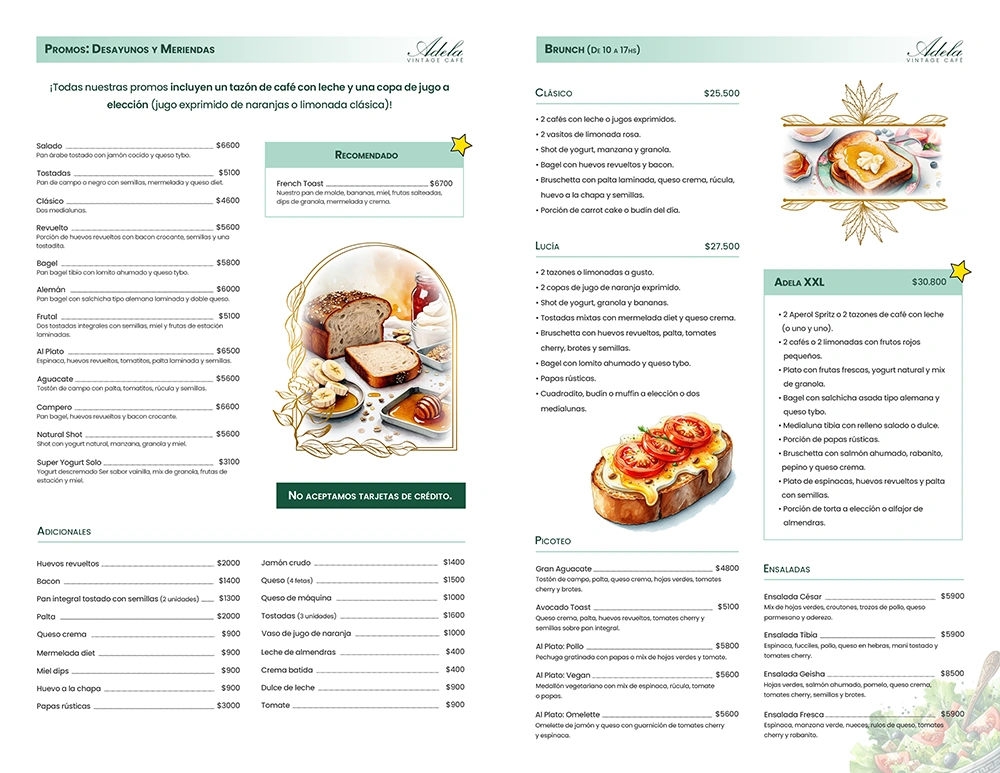 Promos: Desayunos y Meriendas
Adela
VINTAGE CAFÉ
¡Todas nuestras promos incluyen un tazón de café con leche y una copa de jugo a
elección (jugo exprimido de naranjas o limonada clásica)!
Salado $6600
Pan árabe tostado con jamón cocido y queso tybo.
Tostadas $5100
Pan de campo o negro con semillas, mermelada y queso diet.
Clásico $4600
Dos medialunas.
Revuelto $5600
Porción de huevos revueltos con bacon crocante, semillas y una
tostadita.
Bagel $5800
Pan bagel tibio con lomito ahumado y queso tybo.
Alemán $6000
Pan bagel con salchicha tipo alemana laminada y doble queso.
Frutal $5100
Dos tostadas integrales con semillas, miel y frutas de estación
laminadas.
Al Plato $6500
Espinaca, huevos revueltos, tomatitos, palta laminada y semillas.
Aguacate $5600
Tostón de campo con palta, tomatitos, rúcula y semillas.
Campero $6600
Pan bagel, huevos revueltos y bacon crocante.
Natural Shot $5600
Shot con yogurt natural, manzana, granola y miel.
Super Yogurt Solo $3100
Yogurt descremado Ser sabor vainilla, mix de granola, frutas de
estación y miel.
Recomendado
French Toast $6700
Nuestro pan de molde, bananas, miel, frutas salteadas,
dips de granola, mermelada y crema.
No aceptamos tarjetas de crédito.
Adicionales
Huevos revueltos $2000
Bacon $1400
Pan integral tostado con semillas (2 unidades) $1300
Palta $2000
Queso crema $900
Mermelada diet $900
Miel dips $900
Huevo a la chapa $900
Papas rústicas $3000
Jamón crudo $1400
Queso (4 fetas) $1500
Queso de máquina $1000
Tostadas (3 unidades) $1600
Vaso de jugo de naranja $1000
Leche de almendras $400
Crema batida $400
Dulce de leche $900
Tomate $900
Brunch (De 10 a 17hs)
Adela
VINTAGE CAFÉ
Clásico $25.500
• 2 cafés con leche o jugos exprimidos.
• 2 vasitos de limonada rosa.
• Shot de yogurt, manzana y granola.
• Bagel con huevos revueltos y bacon.
• Bruschetta con palta laminada, queso crema, rúcula,
huevo a la chapa y semillas.
• Porción de carrot cake o budín del día.
Lucía $27.500
• 2 tazones o limonadas a gusto.
• 2 copas de jugo de naranja exprimido.
• Shot de yogurt, granola y bananas.
• Tostadas mixtas con mermelada diet y queso crema.
• Bruschetta con huevos revueltos, palta, tomates
cherry, brotes y semillas.
• Bagel con lomito ahumado y queso tybo.
• Papas rústicas.
• Cuadradito, budín o muffin a elección o dos
medialunas.
Adela XXL $30.800
• 2 Aperol Spritz o 2 tazones de café con leche
(o uno y uno).
• 2 cafés o 2 limonadas con frutos rojos
pequeños.
• Plato con frutas frescas, yogurt natural y mix
de granola.
• Bagel con salchicha asada tipo alemana y
queso tybo.
• Medialuna tibia con relleno salado o dulce.
• Porción de papas rústicas.
• Bruschetta con salmón ahumado, rabanito,
pepino y queso crema.
• Plato de espinacas, huevos revueltos y palta
con semillas.
• Porción de torta a elección o alfajor de
almendras.
Picoteo
Gran Aguacate $4800
Tostón de campo, palta, queso crema, hojas verdes, tomates
cherry y brotes.
Avocado Toast $5100
Queso crema, palta, huevos revueltos, tomates cherry y
semillas sobre pan integral.
Al Plato: Pollo $5800
Pechuga gratinada con papas o mix de hojas verdes y tomate.
Al Plato: Vegan $5600
Medallón vegetariano con mix de espinaca, rúcula, tomate
o papas.
Al Plato: Omelette $5600
Omelette de jamón y queso con guarnición de tomates cherry
y espinaca.
Ensaladas
Ensalada César $5900
Mix de hojas verdes, croutones, trozos de pollo, queso
parmesano y aderezo.
Ensalada Tibia $5900
Espinaca, fucciles, pollo, queso en hebras, maní tostado y
tomates cherry.
Ensalada Geisha $8500
Hojas verdes, salmón ahumado, pomelo, queso crema,
tomates cherry, semillas y brotes.
Ensalada Fresca $5900
Espinaca, manzana verde, nueces, rulos de queso, tomates
cherry y rabanito.